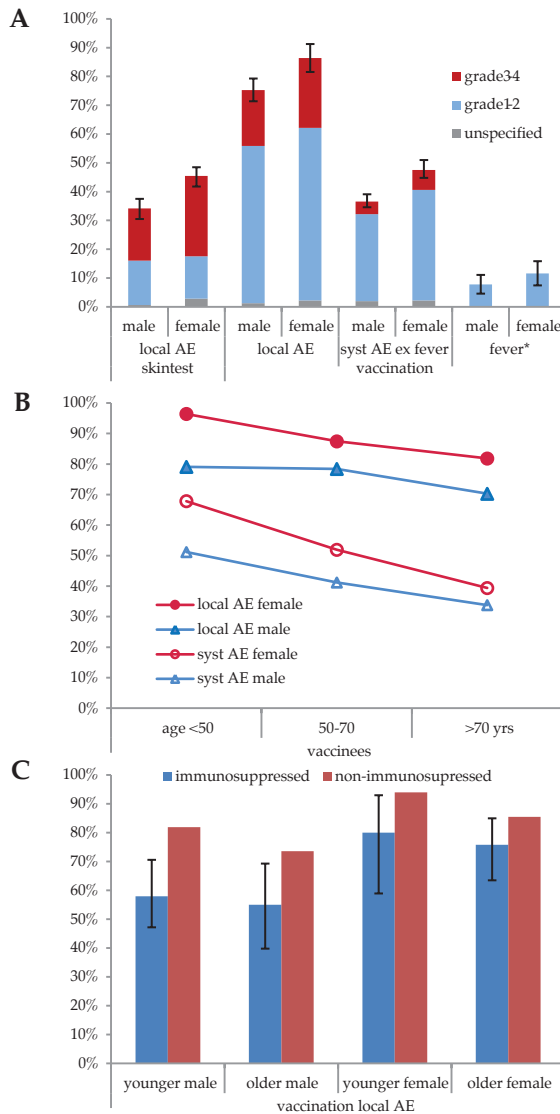 A
100%
90%
80%
70%
60%
50%
40%
30%
20%
10%
0%
grade34
grade12
unspecified
male female male female male female male female
local AE local AE syst AE ex fever fever*
skintest vaccination
B
100%
90%
80%
70%
60%
50%
40%
30%
20%
10%
0%
local AE female
local AE male
syst AE female
syst AE male
age <50 50-70 >70 yrs
vaccinees
C
immunosuppressed non-immunosupressed
100%
90%
80%
70%
60%
50%
40%
30%
20%
10%
0%
younger male older male younger female older female
vaccination local AE